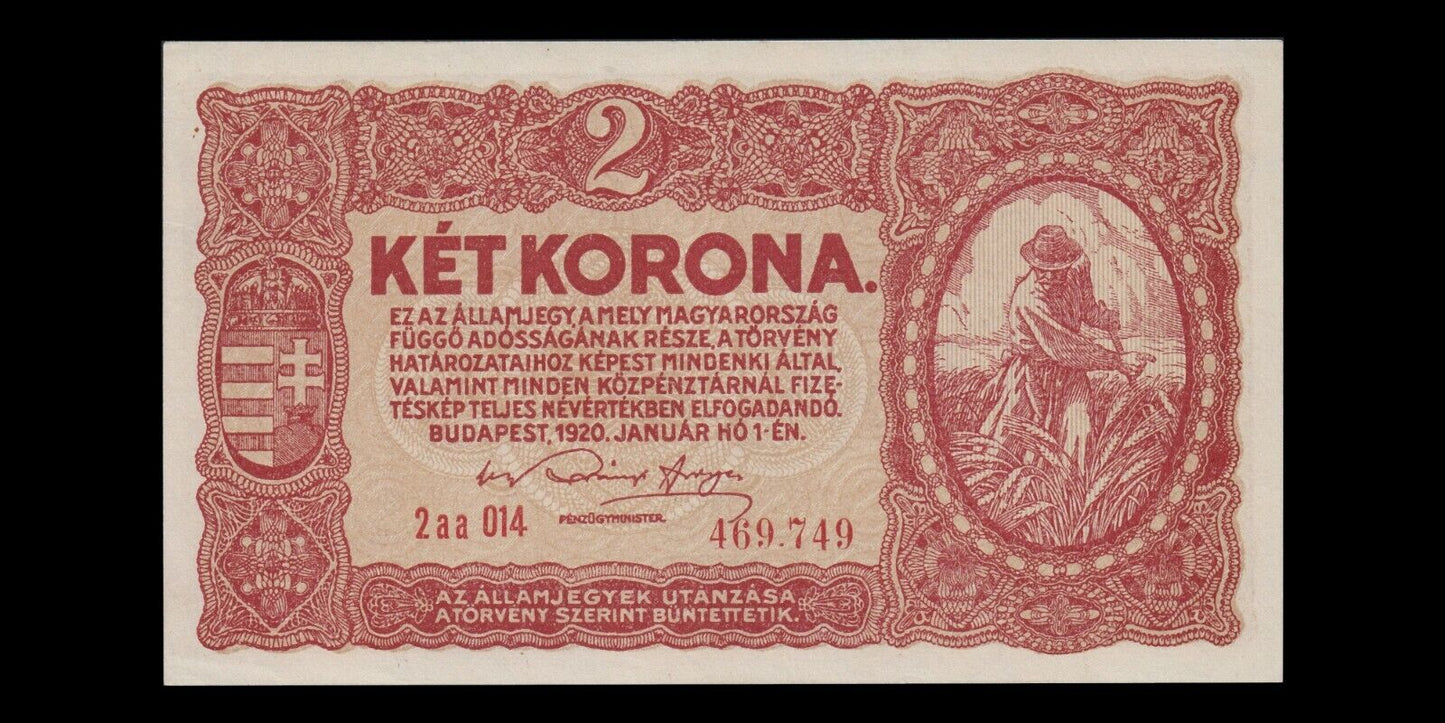 2
KÉT KORONA.
EZ AZ ÁLLAMJEGY, A MELY MAGYARORSZÁG
FÜGGŐ ADÓSSÁGÁNAK RÉSZE, A TÖRVÉNY
HATÁROZATAIHOZ KÉPEST MINDENKI ÁLTAL,
VALAMINT MINDEN KÖZPÉNZTÁRNÁL FIZE-
TÉSKÉP TELJES NÉVÉRTÉKBEN ELFOGADANDÓ.
BUDAPEST, 1920. JANUÁR HÓ 1-ÉN.
2aa 014
PÉNZÜGYMINISTER.
469.749
AZ ÁLLAMJEGYEK UTÁNZÁSA
A TÖRVÉNY SZERINT BÜNTETTETIK.